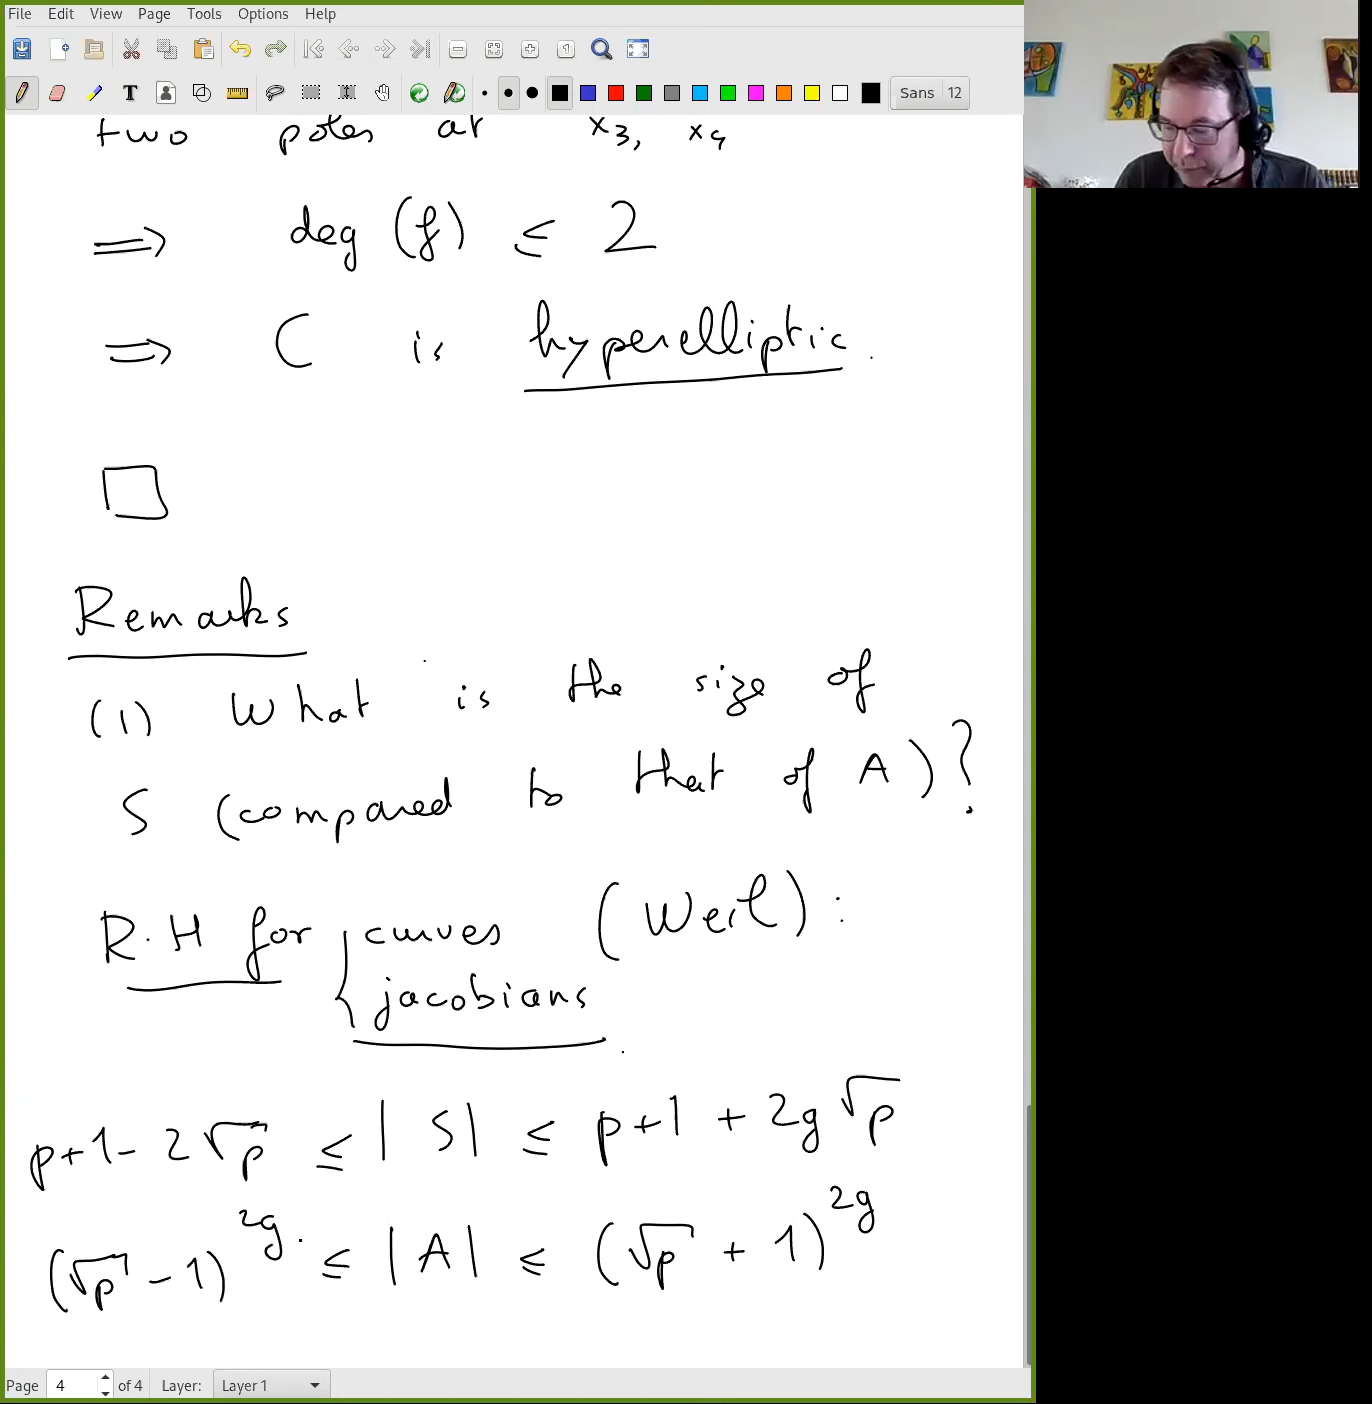 File Edit View Page Tools Options Help
T Sans 12
two poles at x₃, x₄
⟹ deg (f) ≤ 2
⟹ C is hyperelliptic.
□
Remarks
(1) What is the size of
S (compared to that of A)?
R.H for { curves (Weil):
jacobians
p+1-2√p ≤ |S| ≤ p+1+2g√p
(√p-1)^2g. ≤ |A| ≤ (√p+1)^2g
Page 4 of 4 Layer: Layer 1